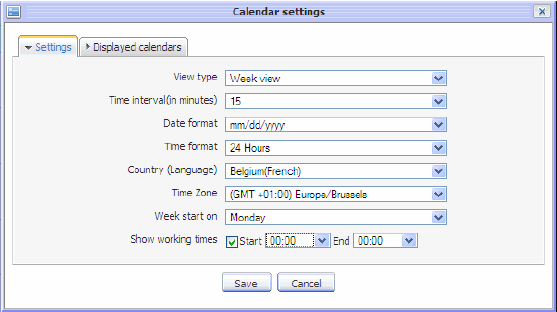 Calendar settings
Settings Displayed calendars
View type Week view
Time interval(in minutes) 15
Date format mm/dd/yyyy
Time format 24 Hours
Country (Language) Belgium(French)
Time Zone (GMT +01:00) Europe/Brussels
Week start on Monday
Show working times Start 00:00 End 00:00
Save Cancel